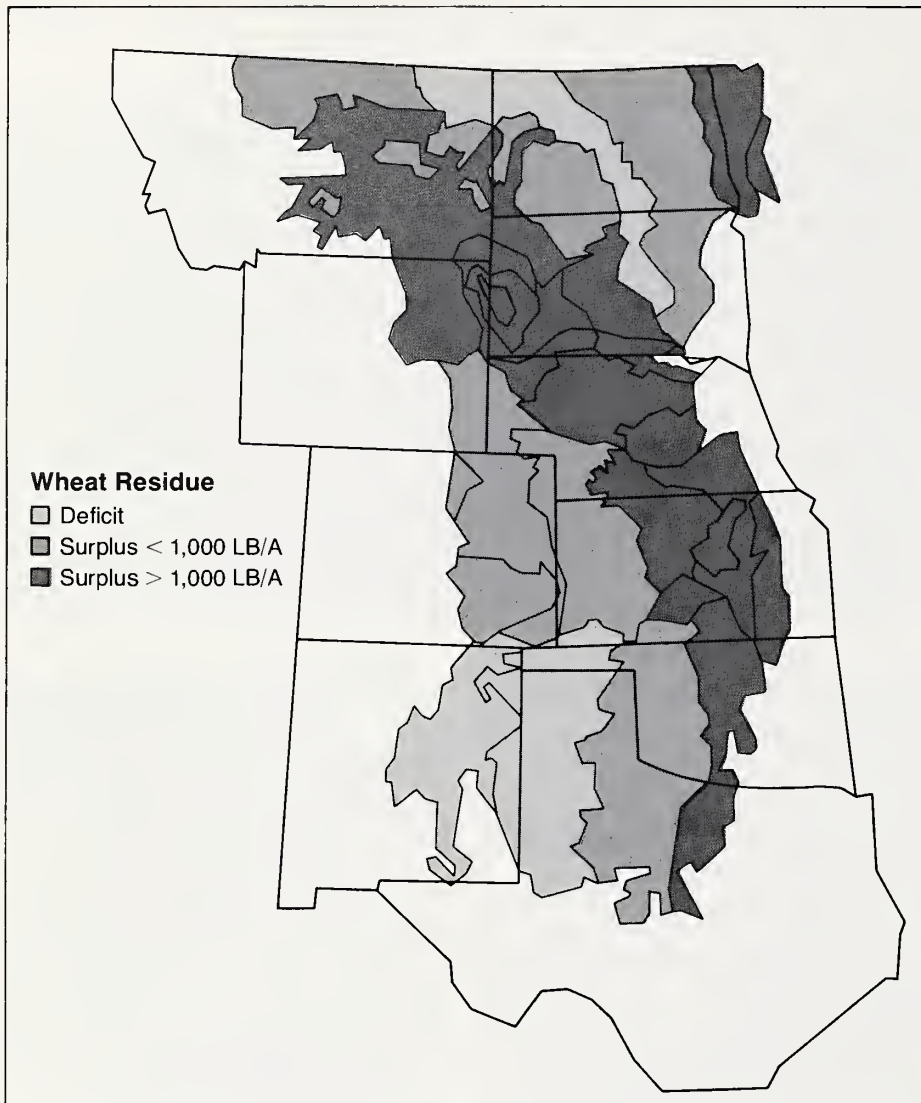 Wheat Residue
Deficit
Surplus < 1,000 LB/A
Surplus > 1,000 LB/A